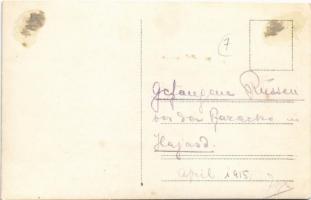 7
Gefangene Russen
vor der Baracke in
Hajasd.
April 1915.